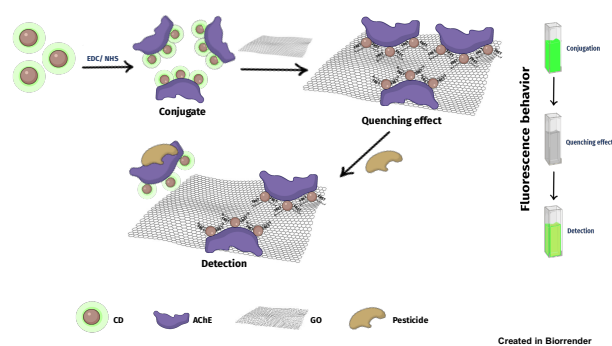 EDC/ NHS
Conjugate
Quenching effect
Detection
Fluorescence behavior
Conjugation
Quenching effect
Detection
CD
AChE
GO
Pesticide
Created in Biorrender